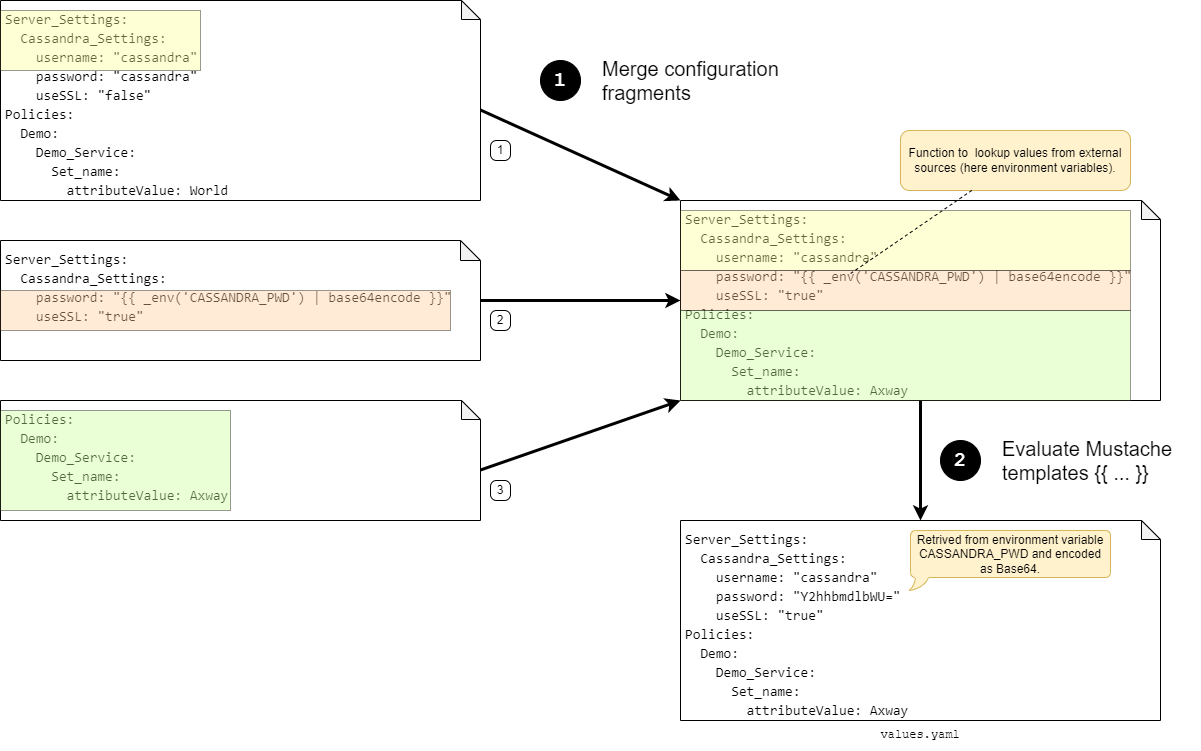 Server_Settings:
  Cassandra_Settings:
    username: "cassandra"
    password: "cassandra"
    useSSL: "false"
Policies:
  Demo:
    Demo_Service:
      Set_name:
        attributeValue: World
1
Merge configuration
fragments
1
Function to lookup values from external
sources (here environment variables).
Server_Settings:
  Cassandra_Settings:
    password: "{{ _env('CASSANDRA_PWD') | base64encode }}"
    useSSL: "true"
2
Server_Settings:
  Cassandra_Settings:
    username: "cassandra"
    password: "{{ _env('CASSANDRA_PWD') | base64encode }}"
    useSSL: "true"
Policies:
  Demo:
    Demo_Service:
      Set_name:
        attributeValue: Axway
Policies:
  Demo:
    Demo_Service:
      Set_name:
        attributeValue: Axway
3
2
Evaluate Mustache
templates {{ ... }}
Server_Settings:
  Cassandra_Settings:
    username: "cassandra"
    password: "Y2hhbmdlbWU="
    useSSL: "true"
Policies:
  Demo:
    Demo_Service:
      Set_name:
        attributeValue: Axway
Retrived from environment variable
CASSANDRA_PWD and encoded
as Base64.
values.yaml